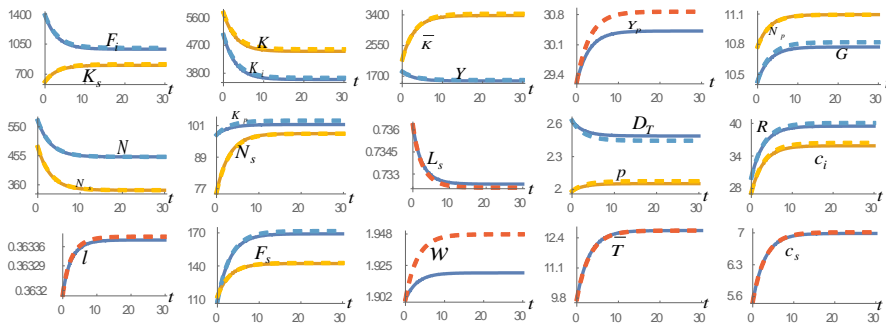 1400 F_i
1000
700 K_s
0 10 20 30 t
5600
4700 K
3800 K_i
0 10 20 30 t
3400
2550 K̄
1700 Y
0 10 20 30 t
30.8
30.1 Y_p
29.4
0 10 20 30 t
11.1
10.8 N_p
10.5 G
0 10 20 30 t
550
455 N
360
0 10 20 30 t
101 K_p
89 N_s
77
0 10 20 30 t
0.736
0.7345 L_s
0.733
0 10 20 30 t
2.6 D_T
2.3
2 p
0 10 20 30 t
40 R
34
28 c_i
0 10 20 30 t
0.36336 l
0.36329
0.3632
0 10 20 30 t
170
140 F_s
110
0 10 20 30 t
1.948
1.925 W
1.902
0 10 20 30 t
12.8
11.3 T̄
9.8
0 10 20 30 t
7
6.3 c_s
5.6
0 10 20 30 t